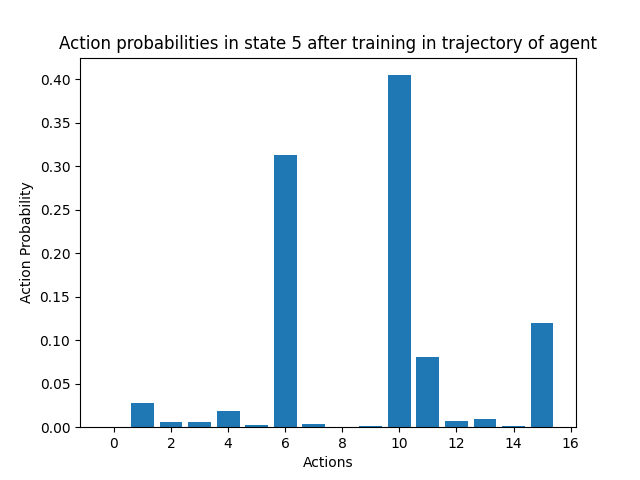 Action probabilities in state 5 after training in trajectory of agent
0.40
0.35
0.30
0.25
0.20
0.15
0.10
0.05
0.00
Action Probability
0 2 4 6 8 10 12 14 16
Actions